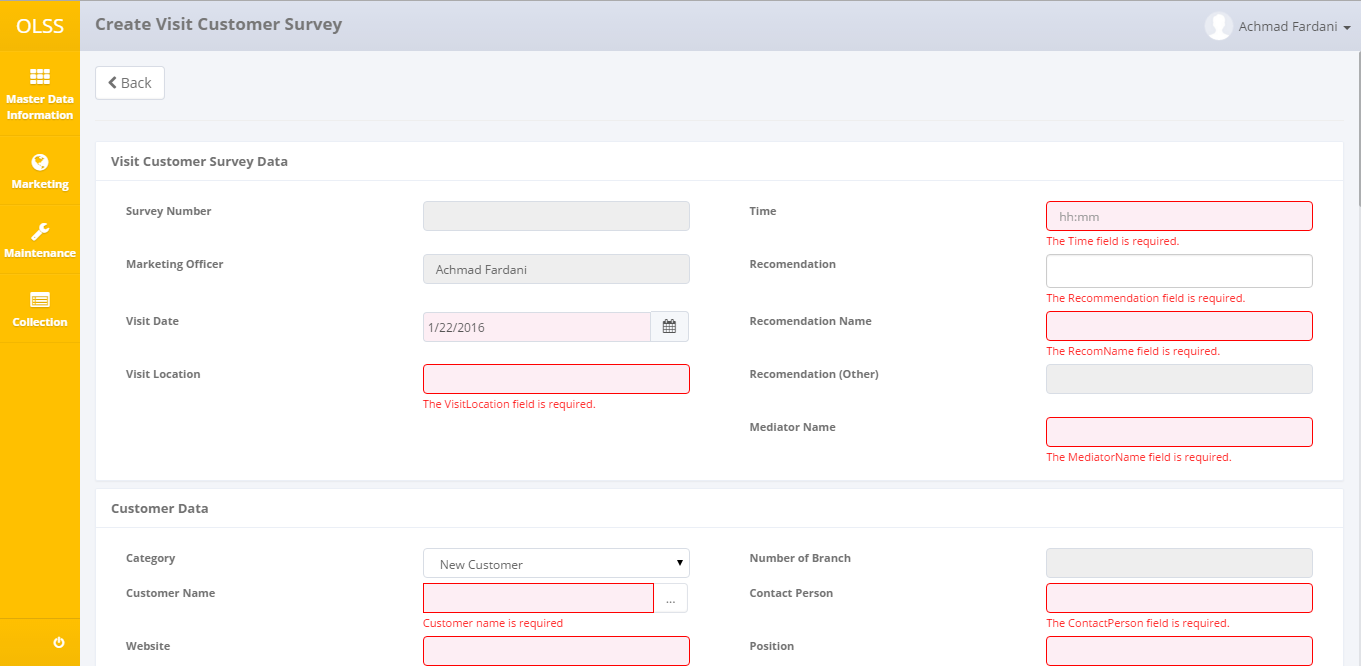 OLSS
Create Visit Customer Survey
Achmad Fardani
Master Data
Information
Marketing
Maintenance
Collection
Back
Visit Customer Survey Data
Survey Number
Marketing Officer
Achmad Fardani
Visit Date
1/22/2016
Visit Location
The VisitLocation field is required.
Time
hh:mm
The Time field is required.
Recomendation
The Recommendation field is required.
Recomendation Name
The RecomName field is required.
Recomendation (Other)
Mediator Name
The MediatorName field is required.
Customer Data
Category
New Customer
Customer Name
...
Customer name is required
Website
Number of Branch
Contact Person
The ContactPerson field is required.
Position